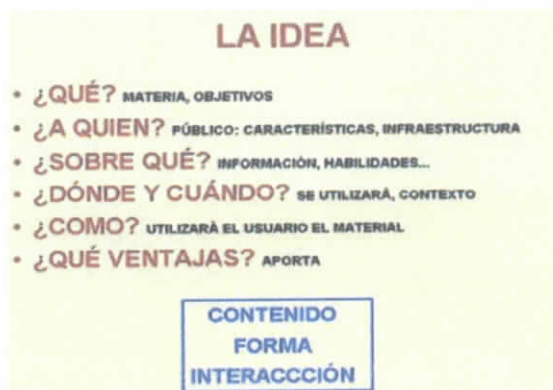 LA IDEA
• ¿QUÉ? MATERIA, OBJETIVOS
• ¿A QUIEN? PÚBLICO: CARACTERÍSTICAS, INFRAESTRUCTURA
• ¿SOBRE QUÉ? INFORMACIÓN, HABILIDADES...
• ¿DÓNDE Y CUÁNDO? SE UTILIZARÁ, CONTEXTO
• ¿COMO? UTILIZARÀ EL USUARIO EL MATERIAL
• ¿QUÉ VENTAJAS? APORTA
CONTENIDO
FORMA
INTERACCCIÓN